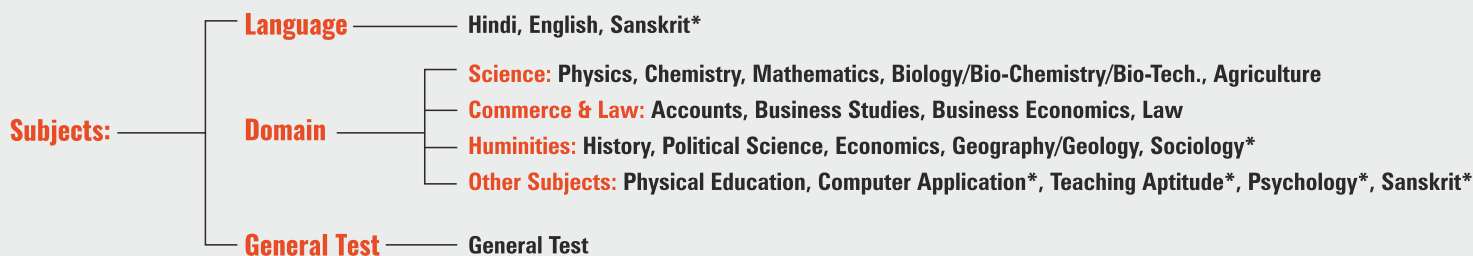 Language Hindi, English, Sanskrit*
Science: Physics, Chemistry, Mathematics, Biology/Bio-Chemistry/Bio-Tech., Agriculture
Commerce & Law: Accounts, Business Studies, Business Economics, Law
Subjects: Domain
Huminities: History, Political Science, Economics, Geography/Geology, Sociology*
Other Subjects: Physical Education, Computer Application*, Teaching Aptitude*, Psychology*, Sanskrit*
General Test General Test